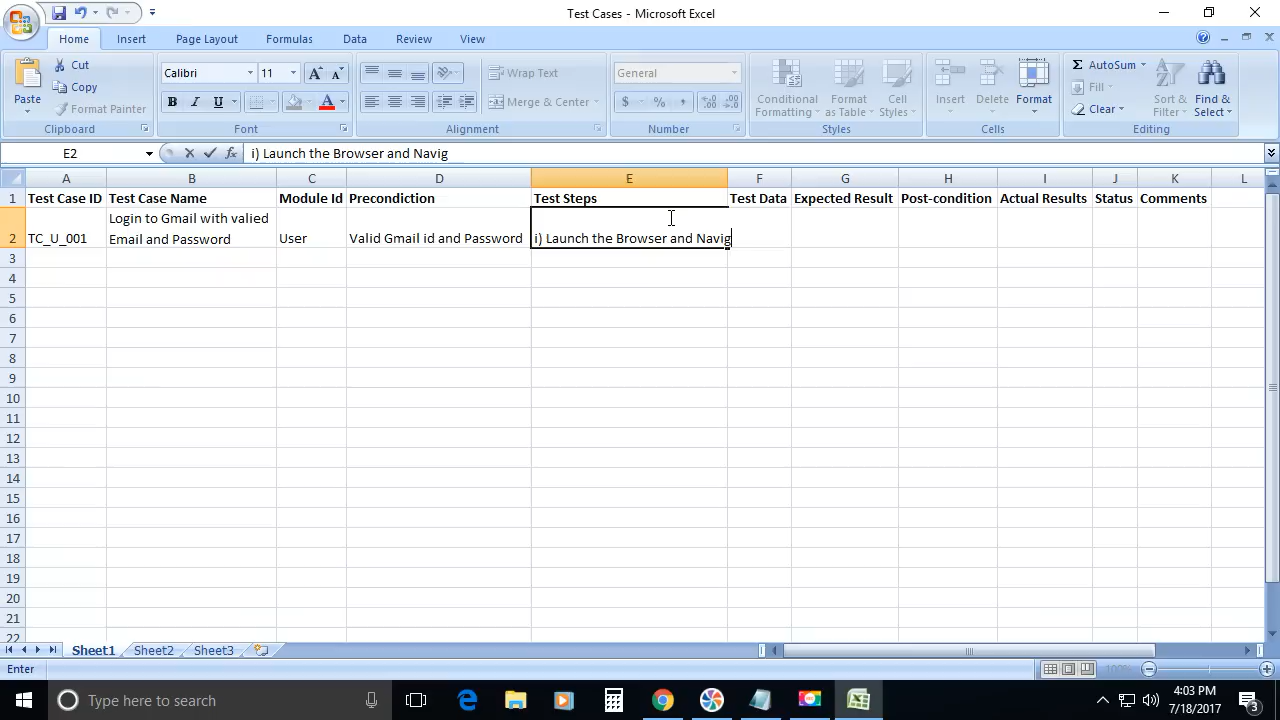 Test Cases - Microsoft Excel
Home Insert Page Layout Formulas Data Review View
Paste
Cut
Copy
Format Painter
Clipboard
Calibri 11
B I U
Font
Wrap Text
Merge & Center
Alignment
General
$ % ,
Number
Conditional Formatting
Format as Table
Cell Styles
Styles
Insert
Delete
Format
Cells
AutoSum
Fill
Clear
Sort & Filter
Find & Select
Editing
E2 fx i) Launch the Browser and Navig
A B C D E F G H I J K L
1 Test Case ID Test Case Name Module Id Precondiction Test Steps Test Data Expected Result Post-condition Actual Results Status Comments
2 TC_U_001 Login to Gmail with valied Email and Password User Valid Gmail id and Password i) Launch the Browser and Navig
3
4
5
6
7
8
9
10
11
12
13
14
15
16
17
18
19
20
21
22
Sheet1 Sheet2 Sheet3
Enter 100%
Type here to search
4:03 PM
7/18/2017
3